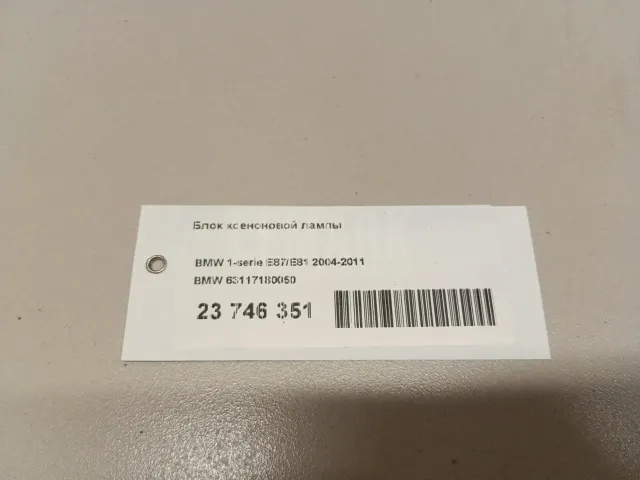 Блок ксеноновой лампы
BMW 1-serie E87/E81 2004-2011
BMW 63117180050
23 746 351